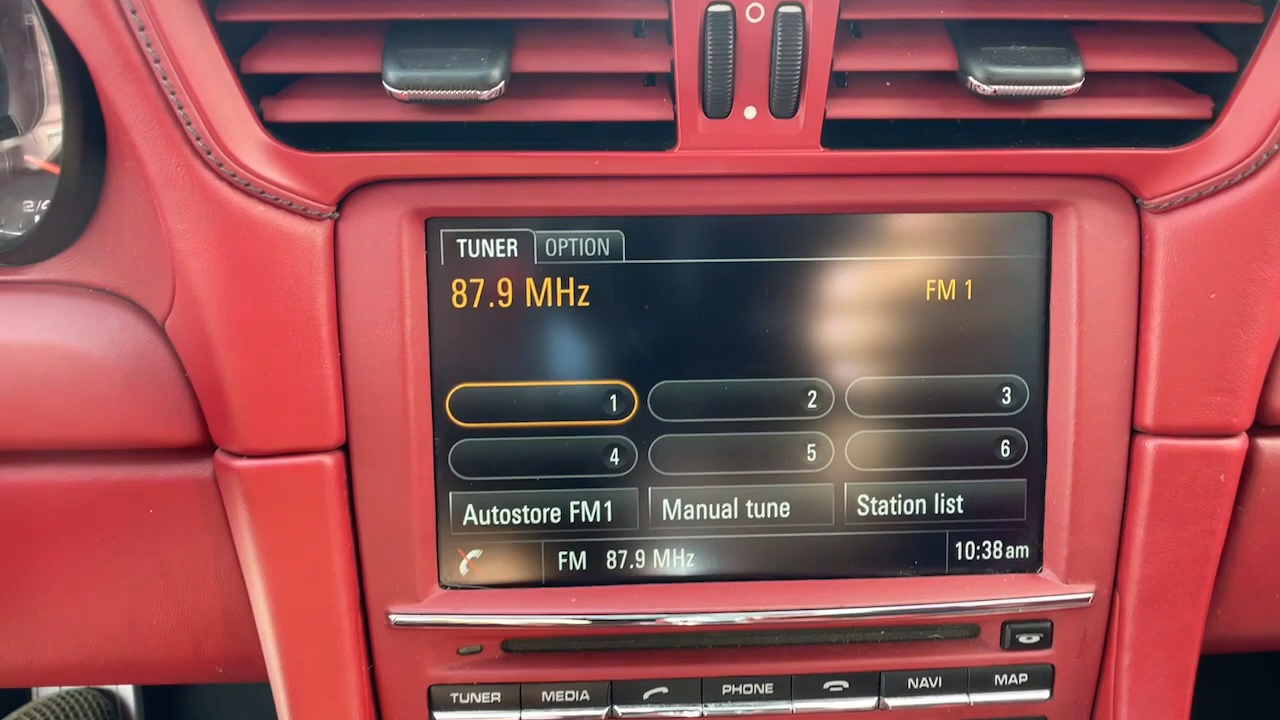 TUNER OPTION
87.9 MHz FM 1
1 2 3
4 5 6
Autostore FM1 Manual tune Station list
FM 87.9 MHz 10:38 am
TUNER MEDIA PHONE NAVI MAP